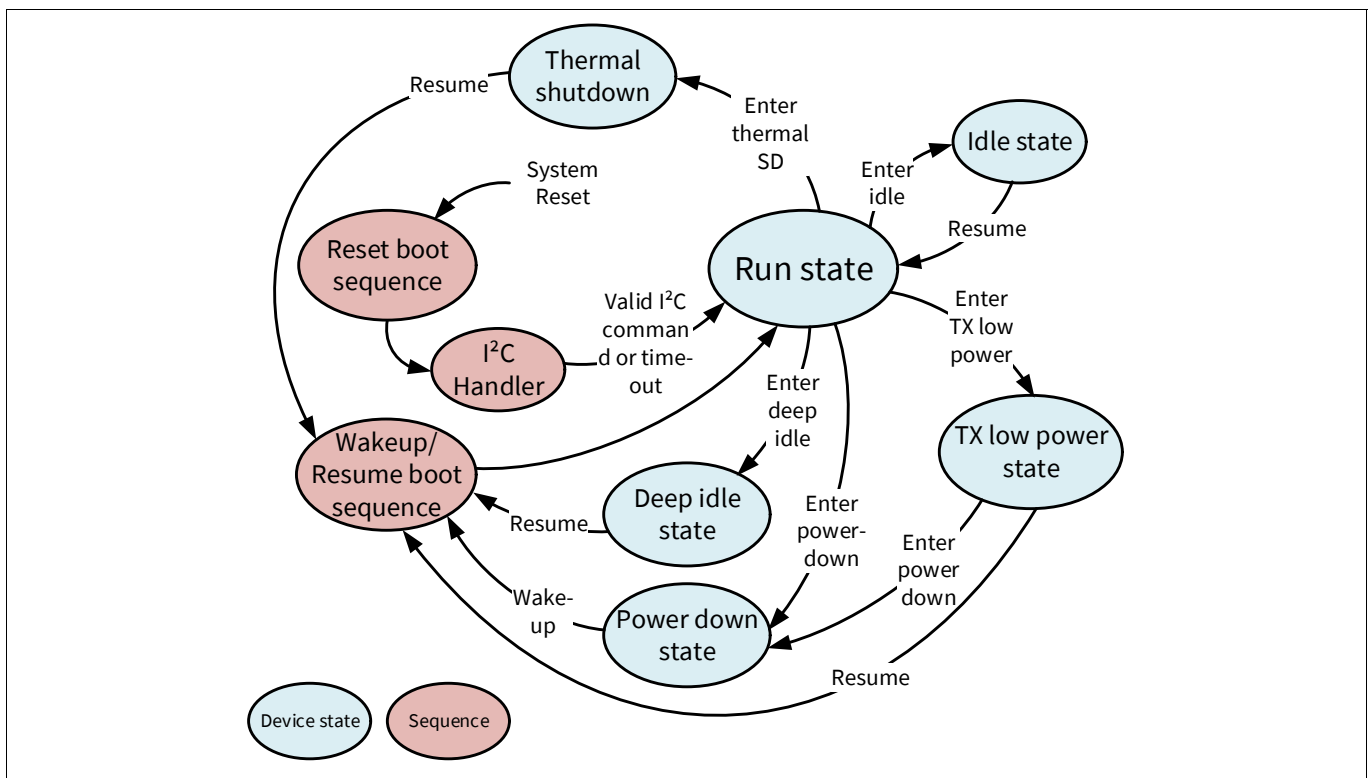 Thermal
shutdown
Resume
Enter
thermal
SD
Idle state
Enter
idle
System
Reset
Resume
Reset boot
sequence
Run state
Valid I²C
comman
d or time-
out
Enter
TX low
power
I²C
Handler
Enter
deep
idle
Wakeup/
Resume boot
sequence
TX low power
state
Deep idle
state
Resume
Enter
power-
down
Enter
power
down
Wake-
up
Power down
state
Resume
Device state
Sequence